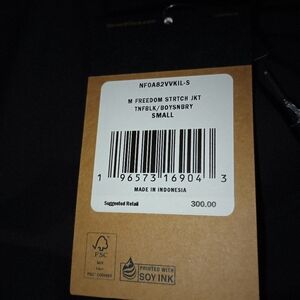 NF0A82VVKIL-S
M FREEDOM STRTCH JKT
TNFBLK/BOYSNBRY
SMALL
1 96573 16904 3
MADE IN INDONESIA
Suggested Retail 300.00
FSC
MIX
PRINTED WITH
SOY INK